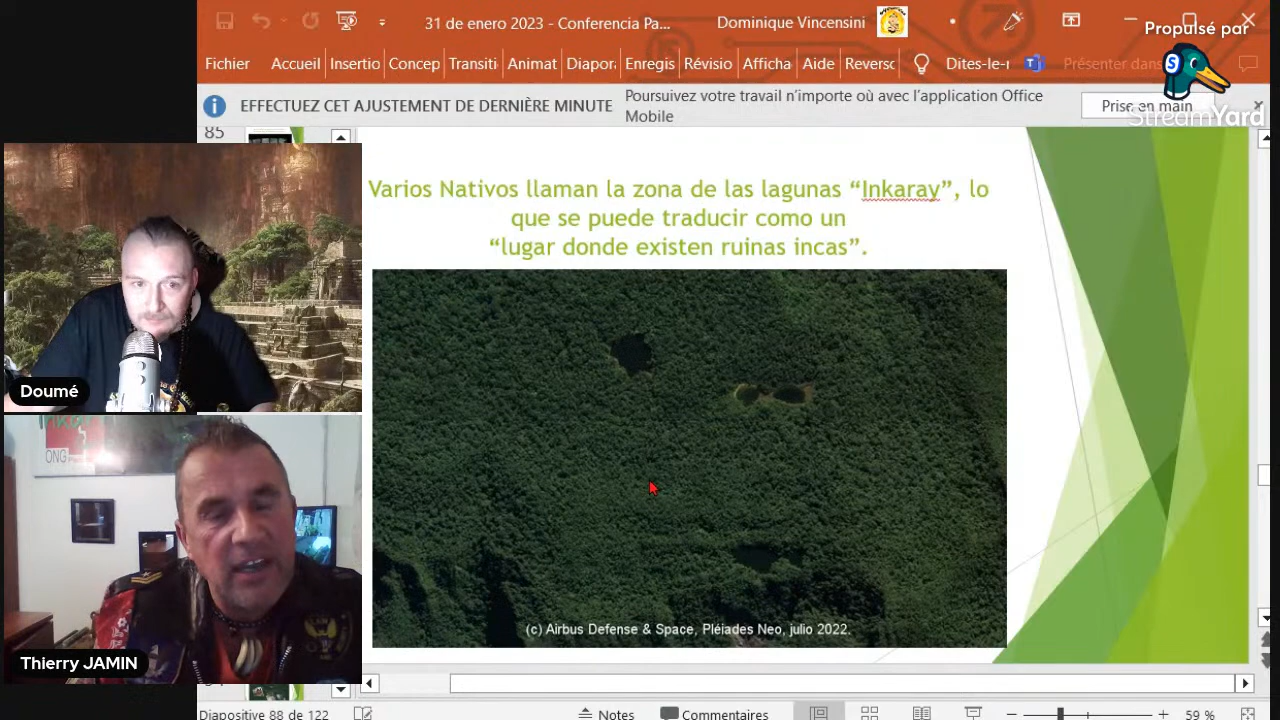 31 de enero 2023 - Conferencia Pa...
Dominique Vincensini
Propulsé par
StreamYard
Fichier
Accueil
Insertio
Concep
Transiti
Animat
Diapora
Enregis
Révisio
Afficha
Aide
Reverso
Dites-le-r
Présenter dans
EFFECTUEZ CET AJUSTEMENT DE DERNIÈRE MINUTE
Poursuivez votre travail n'importe où avec l'application Office
Mobile
Prise en main
85
Varios Nativos llaman la zona de las lagunas “Inkaray”, lo
que se puede traducir como un
“lugar donde existen ruinas incas”.
Doumé
ONG
Thierry JAMIN
(c) Airbus Defense & Space, Pléiades Neo, julio 2022.
Diapositive 88 de 122
Notes
Commentaires
59 %